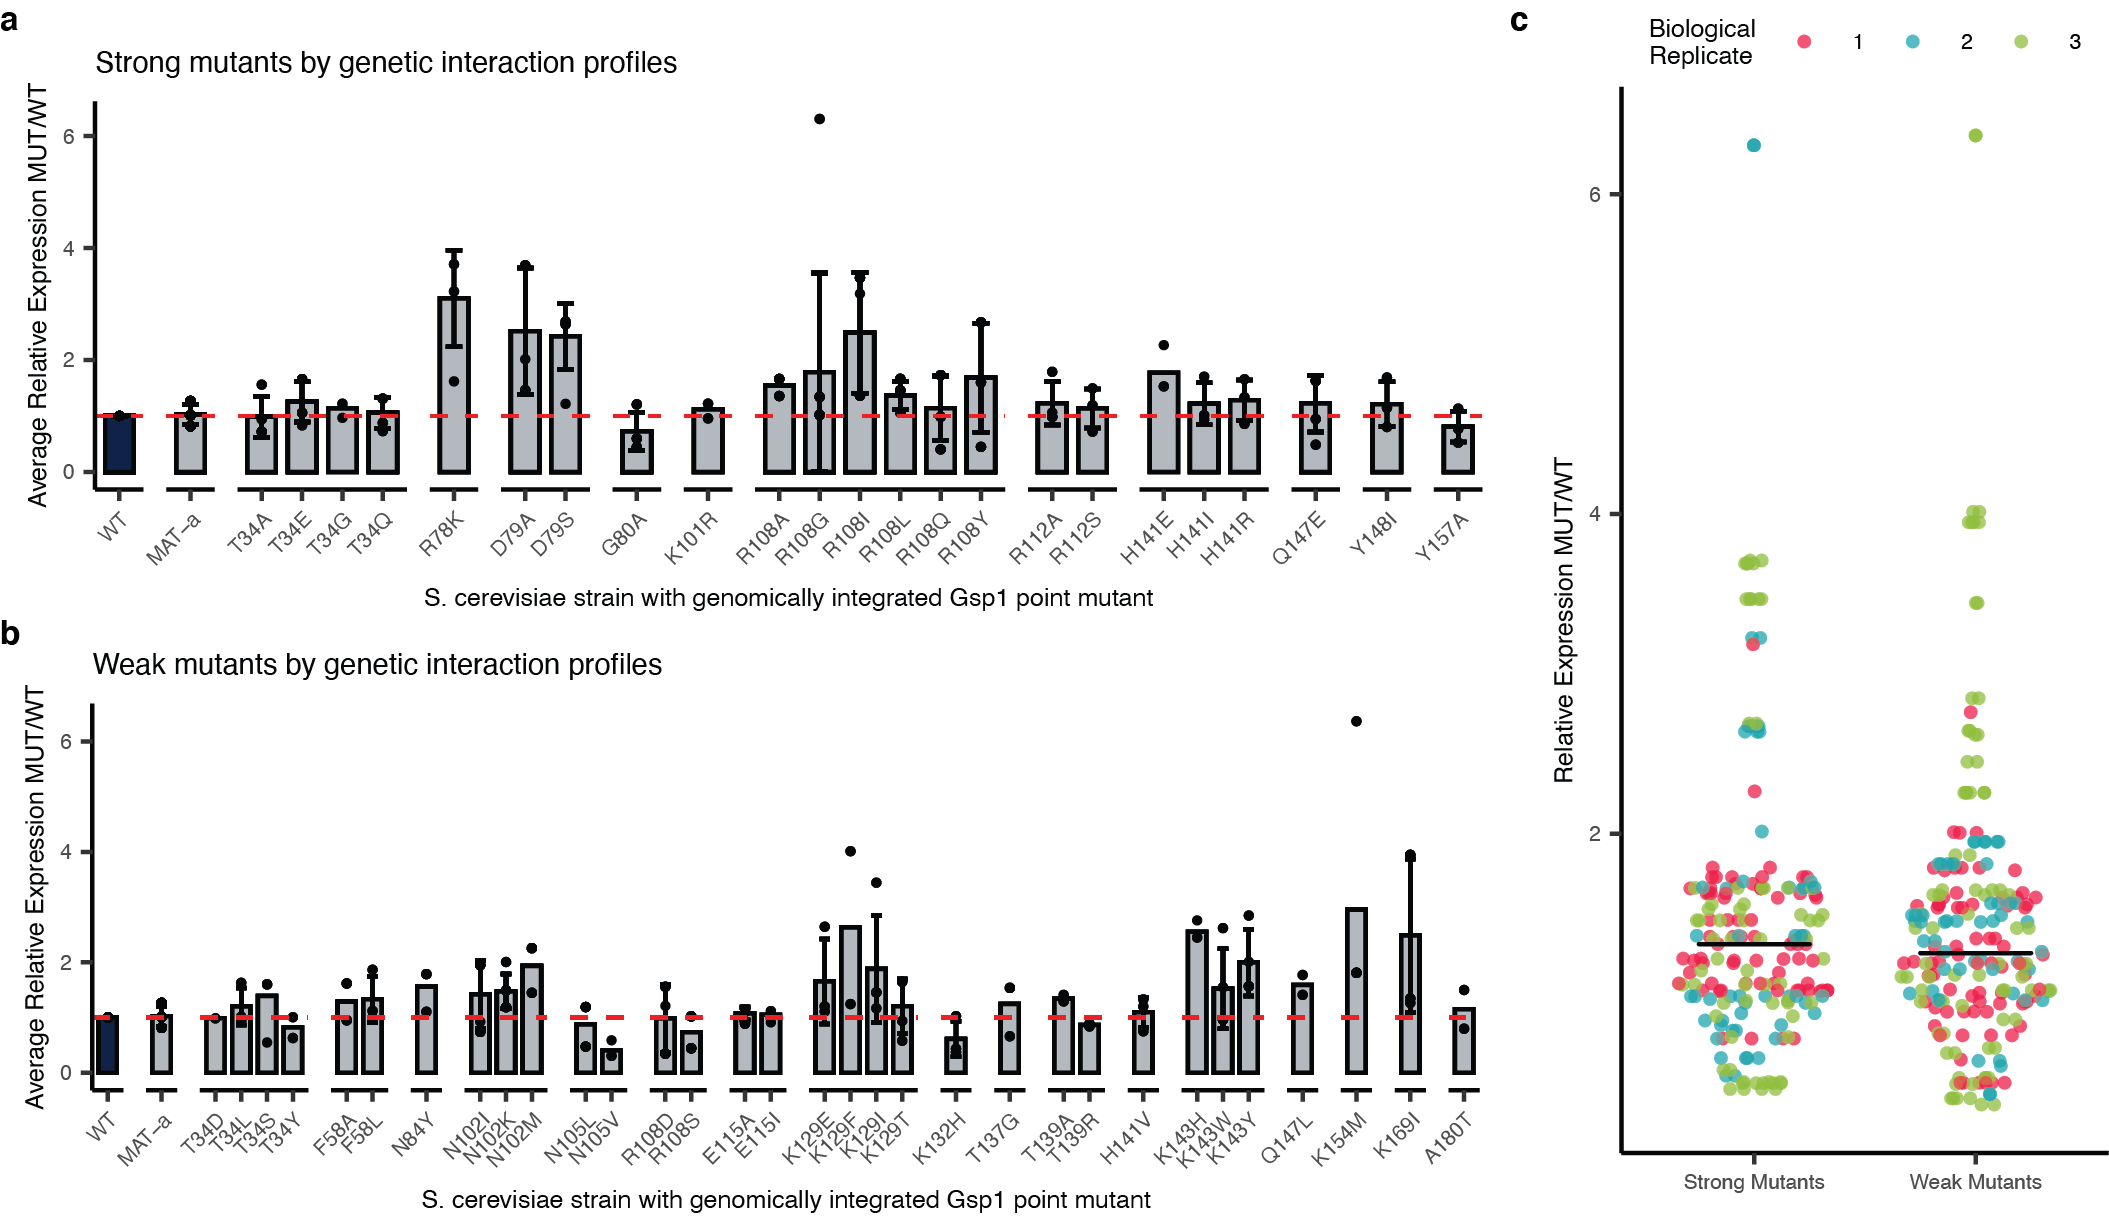 a
Strong mutants by genetic interaction profiles
Average Relative Expression MUT/WT
6
4
2
0
WT
MAT−a
T34A
T34E
T34G
T34Q
R78K
D79A
D79S
G80A
K101R
R108A
R108G
R108I
R108L
R108Q
R108Y
R112A
R112S
H141E
H141I
H141R
Q147E
Y148I
Y157A
S. cerevisiae strain with genomically integrated Gsp1 point mutant
b
Weak mutants by genetic interaction profiles
Average Relative Expression MUT/WT
6
4
2
0
WT
MAT−a
T34D
T34L
T34S
T34Y
F58A
F58L
N84Y
N102I
N102K
N102M
N105L
N105V
R108D
R108S
E115A
E115I
K129E
K129F
K129I
K129T
K132H
T137G
T139A
T139R
H141V
K143H
K143W
K143Y
Q147L
K154M
K169I
A180T
S. cerevisiae strain with genomically integrated Gsp1 point mutant
c
Biological
Replicate
1
2
3
Relative Expression MUT/WT
6
4
2
Strong Mutants
Weak Mutants